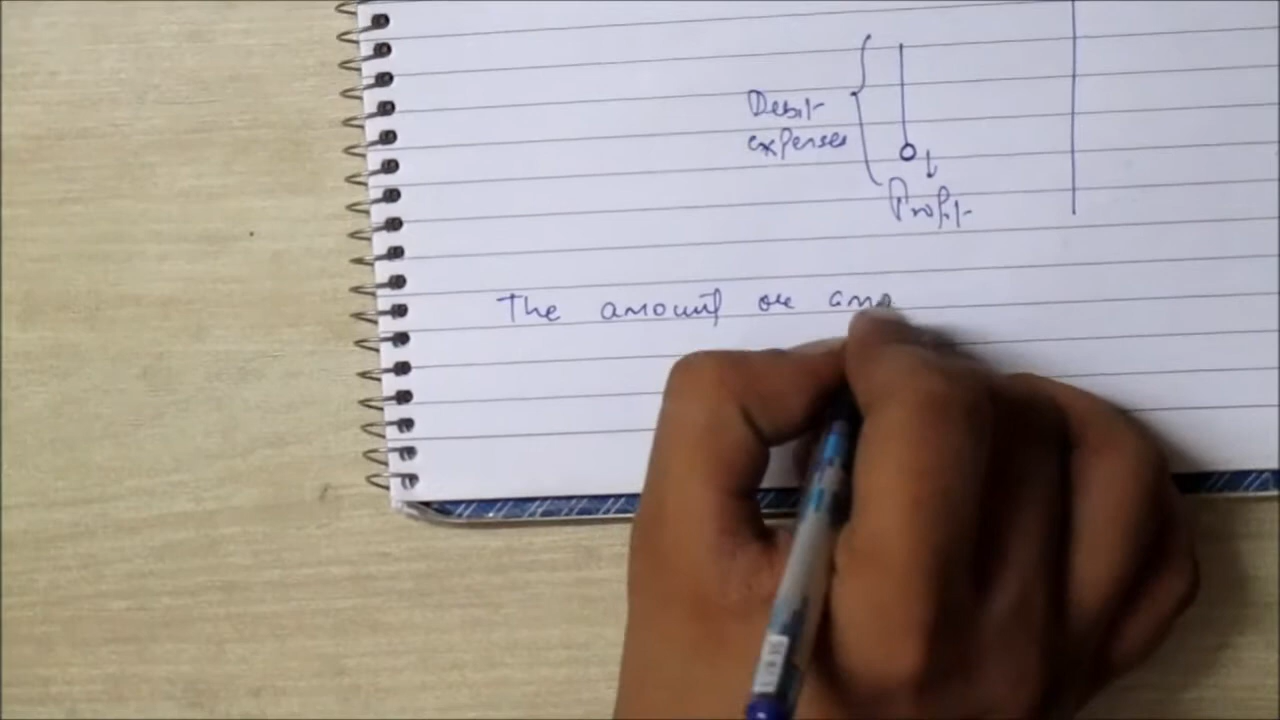 Debit
expenses
Profit
The amount or amo